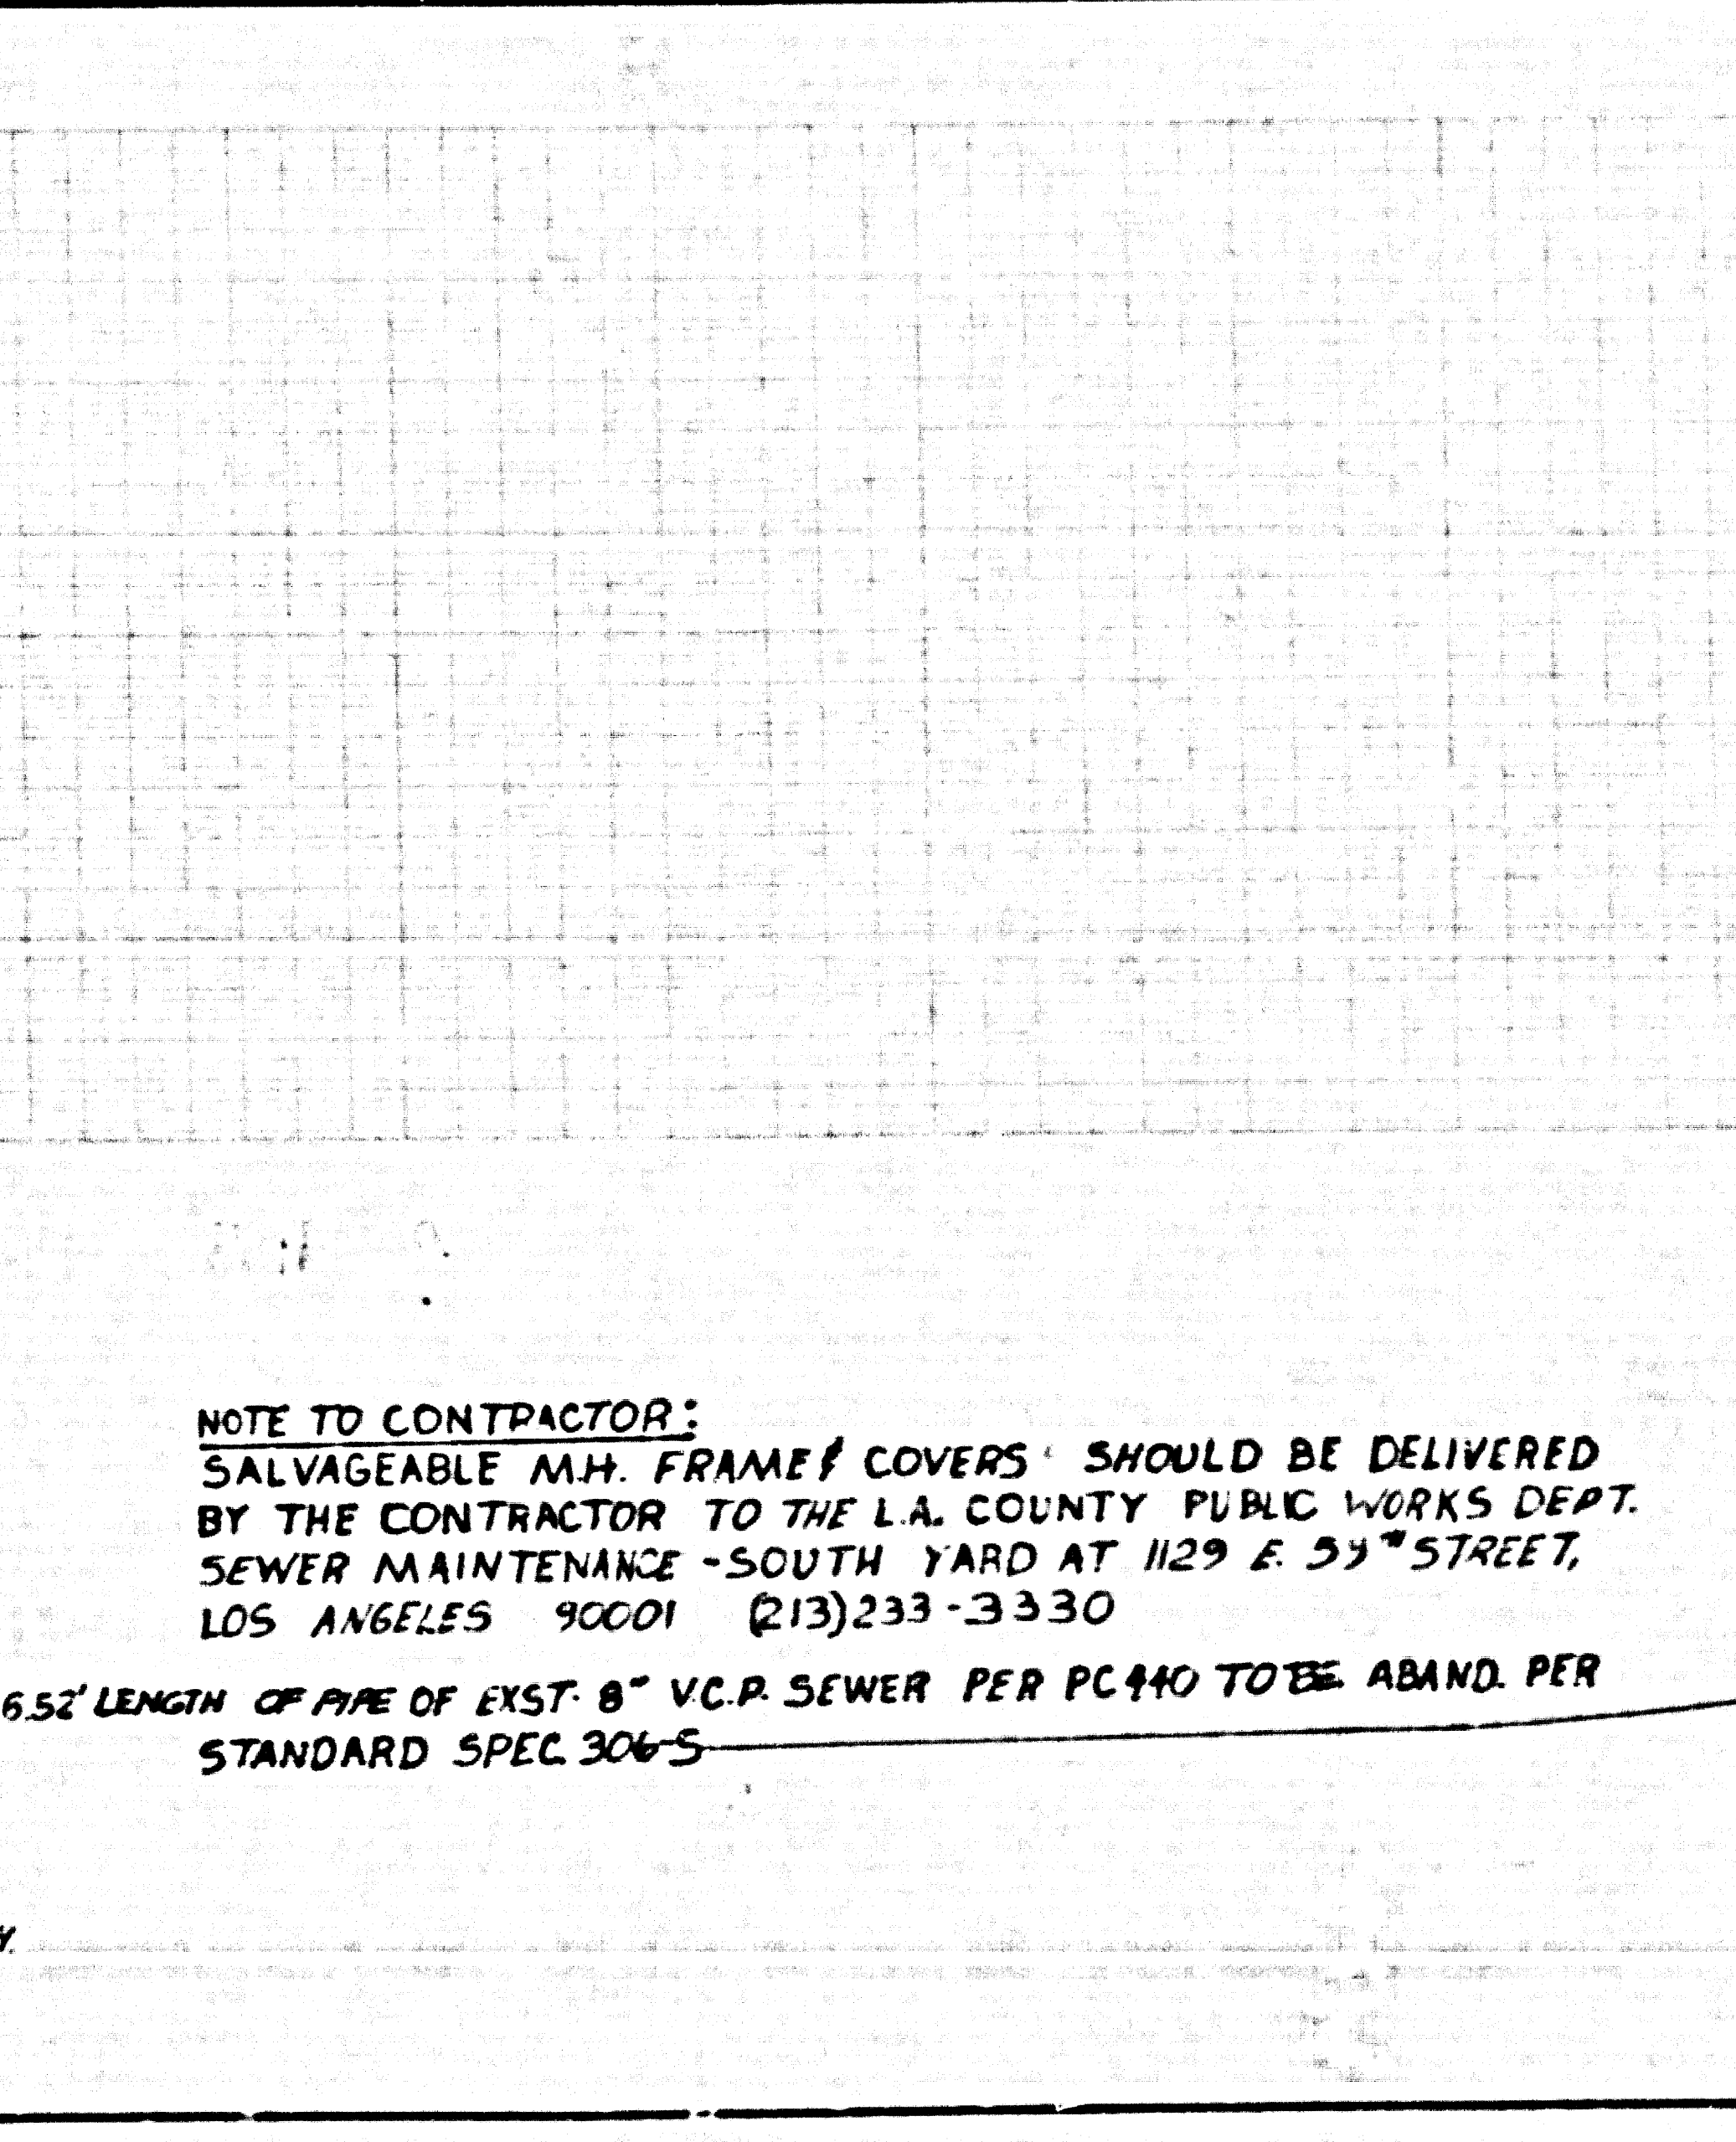 NOTE TO CONTRACTOR:
SALVAGEABLE M.H. FRAME & COVERS SHOULD BE DELIVERED
BY THE CONTRACTOR TO THE L.A. COUNTY PUBLIC WORKS DEPT.
SEWER MAINTENANCE - SOUTH YARD AT 1129 E. STREET,
LOS ANGELES 90001 (213) 233-3330
6.52' LENGTH OF PIPE OF EXST. 8" V.C.P. SEWER PER PC 440 TO BE ABAND. PER
STANDARD SPEC. 306-5